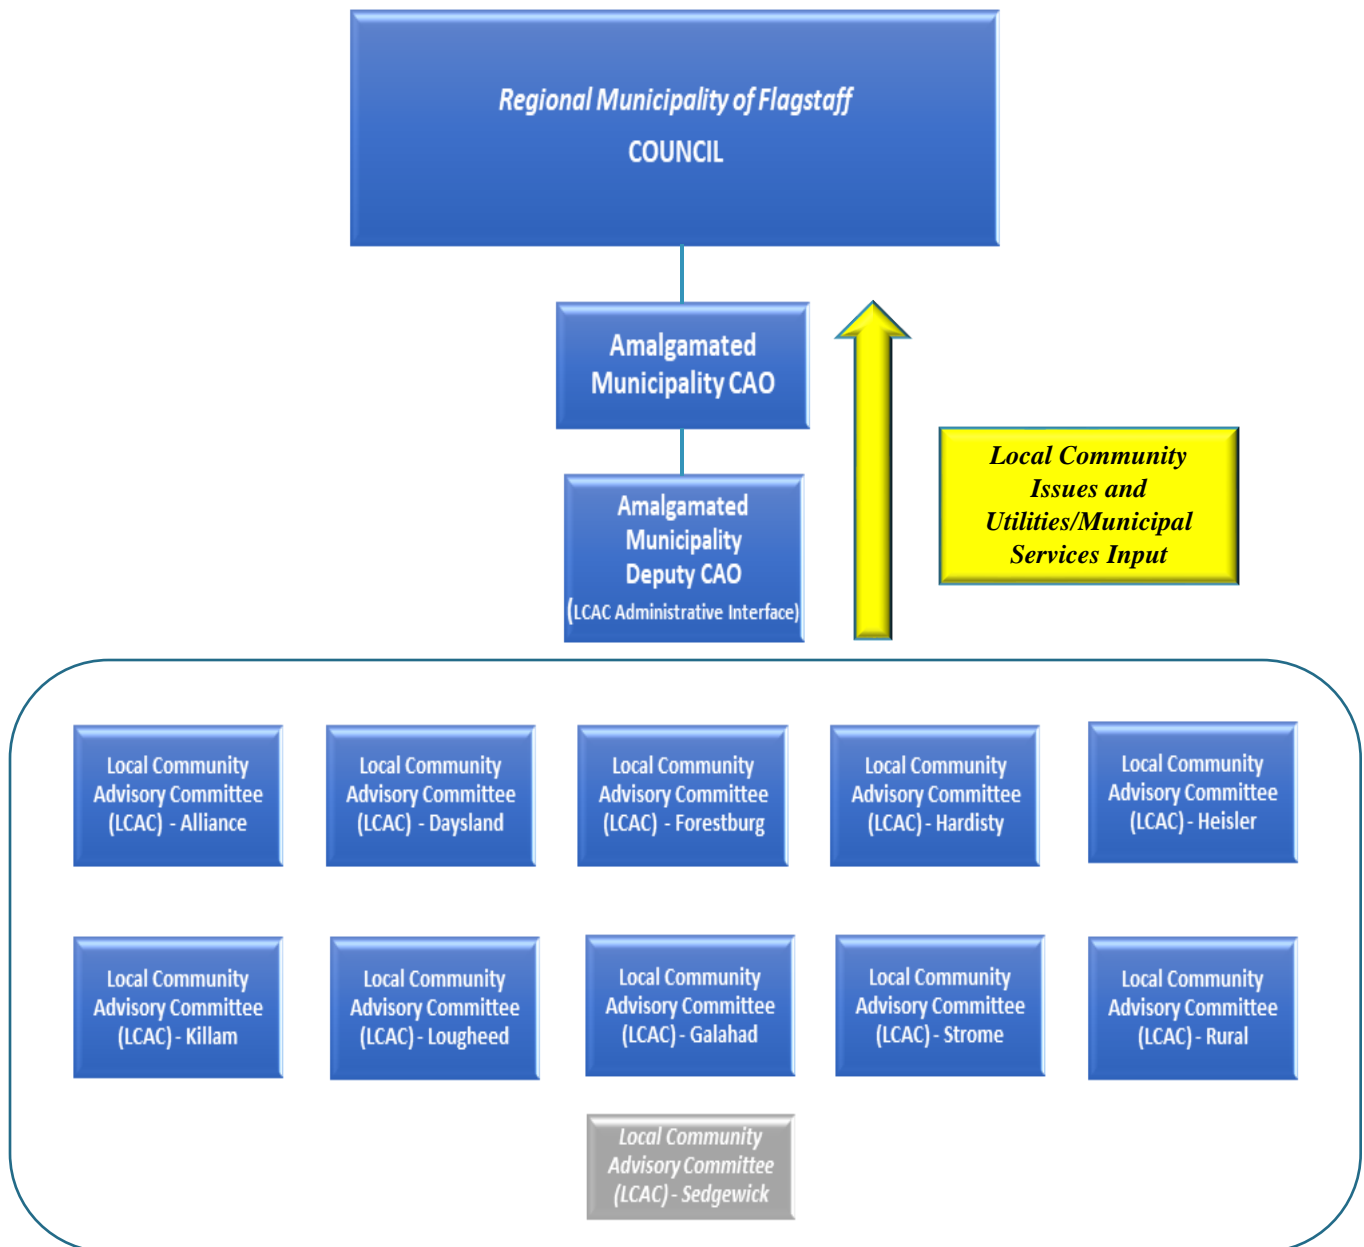 Regional Municipality of Flagstaff
COUNCIL
Amalgamated
Municipality CAO
Amalgamated
Municipality
Deputy CAO
(LCAC Administrative Interface)
Local Community
Issues and
Utilities/Municipal
Services Input
Local Community
Advisory Committee
(LCAC) - Alliance
Local Community
Advisory Committee
(LCAC) - Daysland
Local Community
Advisory Committee
(LCAC) - Forestburg
Local Community
Advisory Committee
(LCAC) - Hardisty
Local Community
Advisory Committee
(LCAC) - Heisler
Local Community
Advisory Committee
(LCAC) - Killam
Local Community
Advisory Committee
(LCAC) - Lougheed
Local Community
Advisory Committee
(LCAC) - Galahad
Local Community
Advisory Committee
(LCAC) - Strome
Local Community
Advisory Committee
(LCAC) - Rural
Local Community
Advisory Committee
(LCAC) - Sedgewick